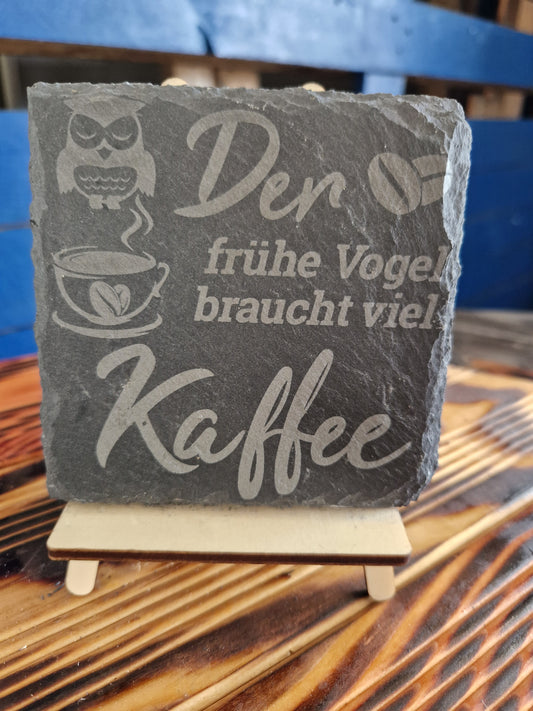 Der
frühe Vogel
braucht viel
Kaffee